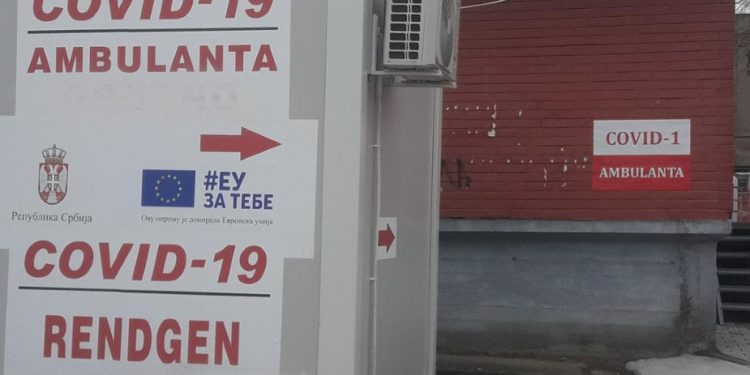 COVID-19
AMBULANTA
Република Србија
#ЕУ
ЗА ТЕБЕ
Ову опрему је донирала Европска унија
COVID-19
RENDGEN
COVID-1
AMBULANTA